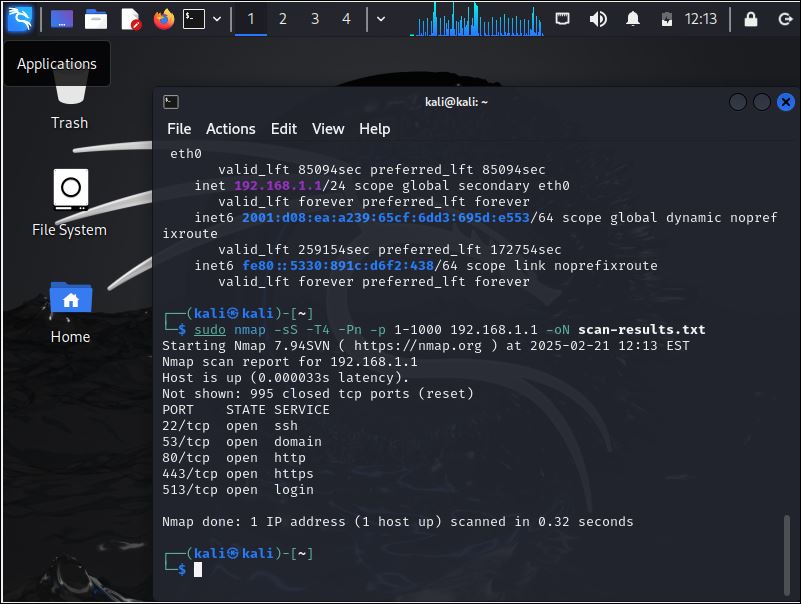 1 2 3 4 12:13
Applications
Trash
File System
Home
kali@kali: ~
File Actions Edit View Help
eth0
valid_lft 85094sec preferred_lft 85094sec
inet 192.168.1.1/24 scope global secondary eth0
valid_lft forever preferred_lft forever
inet6 2001:d08:ea:a239:65cf:6dd3:695d:e553/64 scope global dynamic nopref
ixroute
valid_lft 259154sec preferred_lft 172754sec
inet6 fe80::5330:891c:d6f2:438/64 scope link noprefixroute
valid_lft forever preferred_lft forever
┌──(kali㉿kali)-[~]
└─$ sudo nmap -sS -T4 -Pn -p 1-1000 192.168.1.1 -oN scan-results.txt
Starting Nmap 7.94SVN ( https://nmap.org ) at 2025-02-21 12:13 EST
Nmap scan report for 192.168.1.1
Host is up (0.000033s latency).
Not shown: 995 closed tcp ports (reset)
PORT STATE SERVICE
22/tcp open ssh
53/tcp open domain
80/tcp open http
443/tcp open https
513/tcp open login
Nmap done: 1 IP address (1 host up) scanned in 0.32 seconds
┌──(kali㉿kali)-[~]
└─$